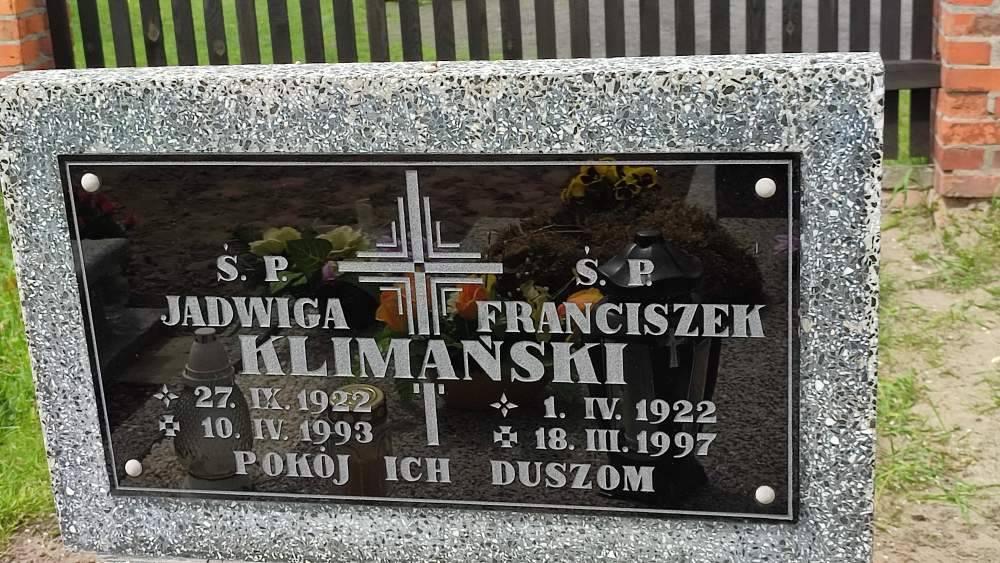 Ś. P. Ś. P.
JADWIGA FRANCISZEK
KLIMAŃSKI
27. IX. 1922 1. IV. 1922
10. IV. 1993 18. III. 1997
POKÓJ ICH DUSZOM